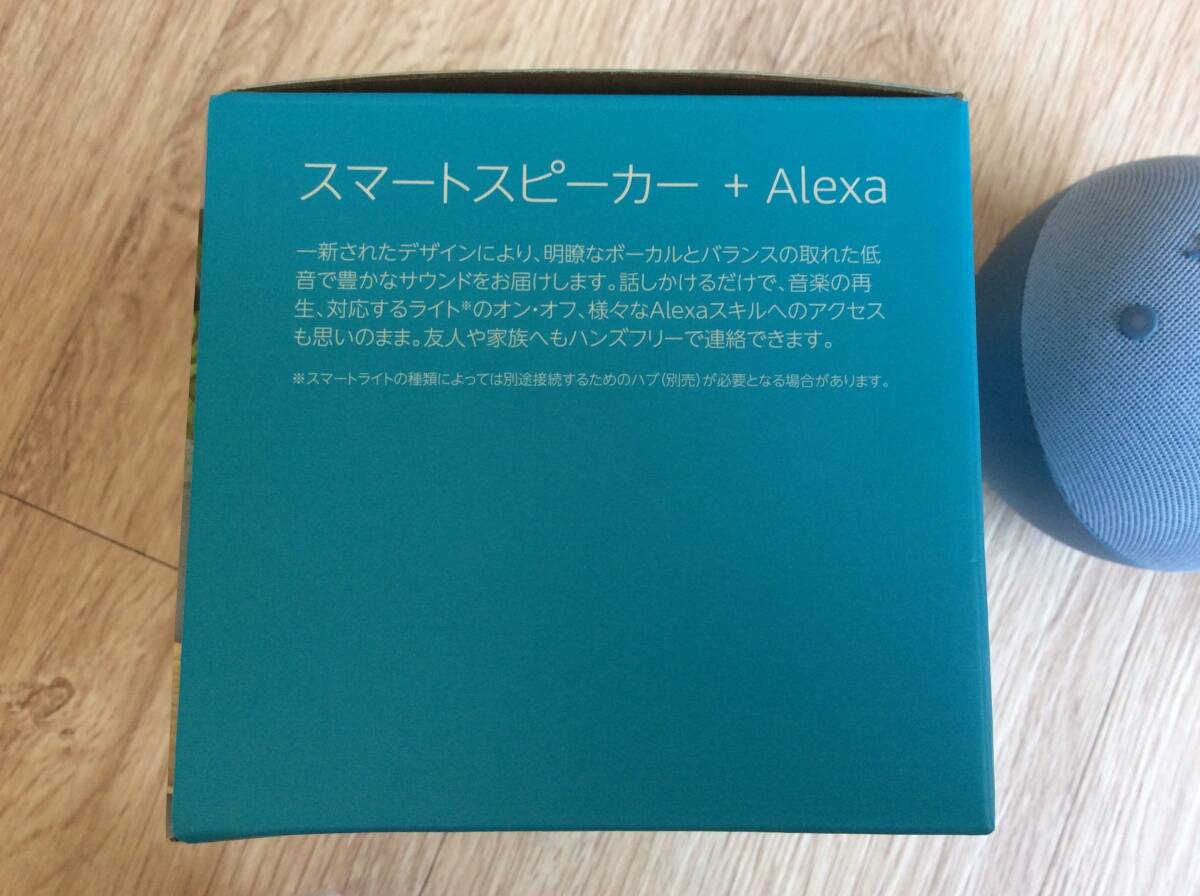 スマートスピーカー + Alexa
一新されたデザインにより、明瞭なボーカルとバランスの取れた低
音で豊かなサウンドをお届けします。話しかけるだけで、音楽の再
生、対応するライト※のオン・オフ、様々なAlexaスキルへのアクセス
も思いのまま。友人や家族へもハンズフリーで連絡できます。
※スマートライトの種類によっては別途接続するためのハブ（別売）が必要となる場合があります。